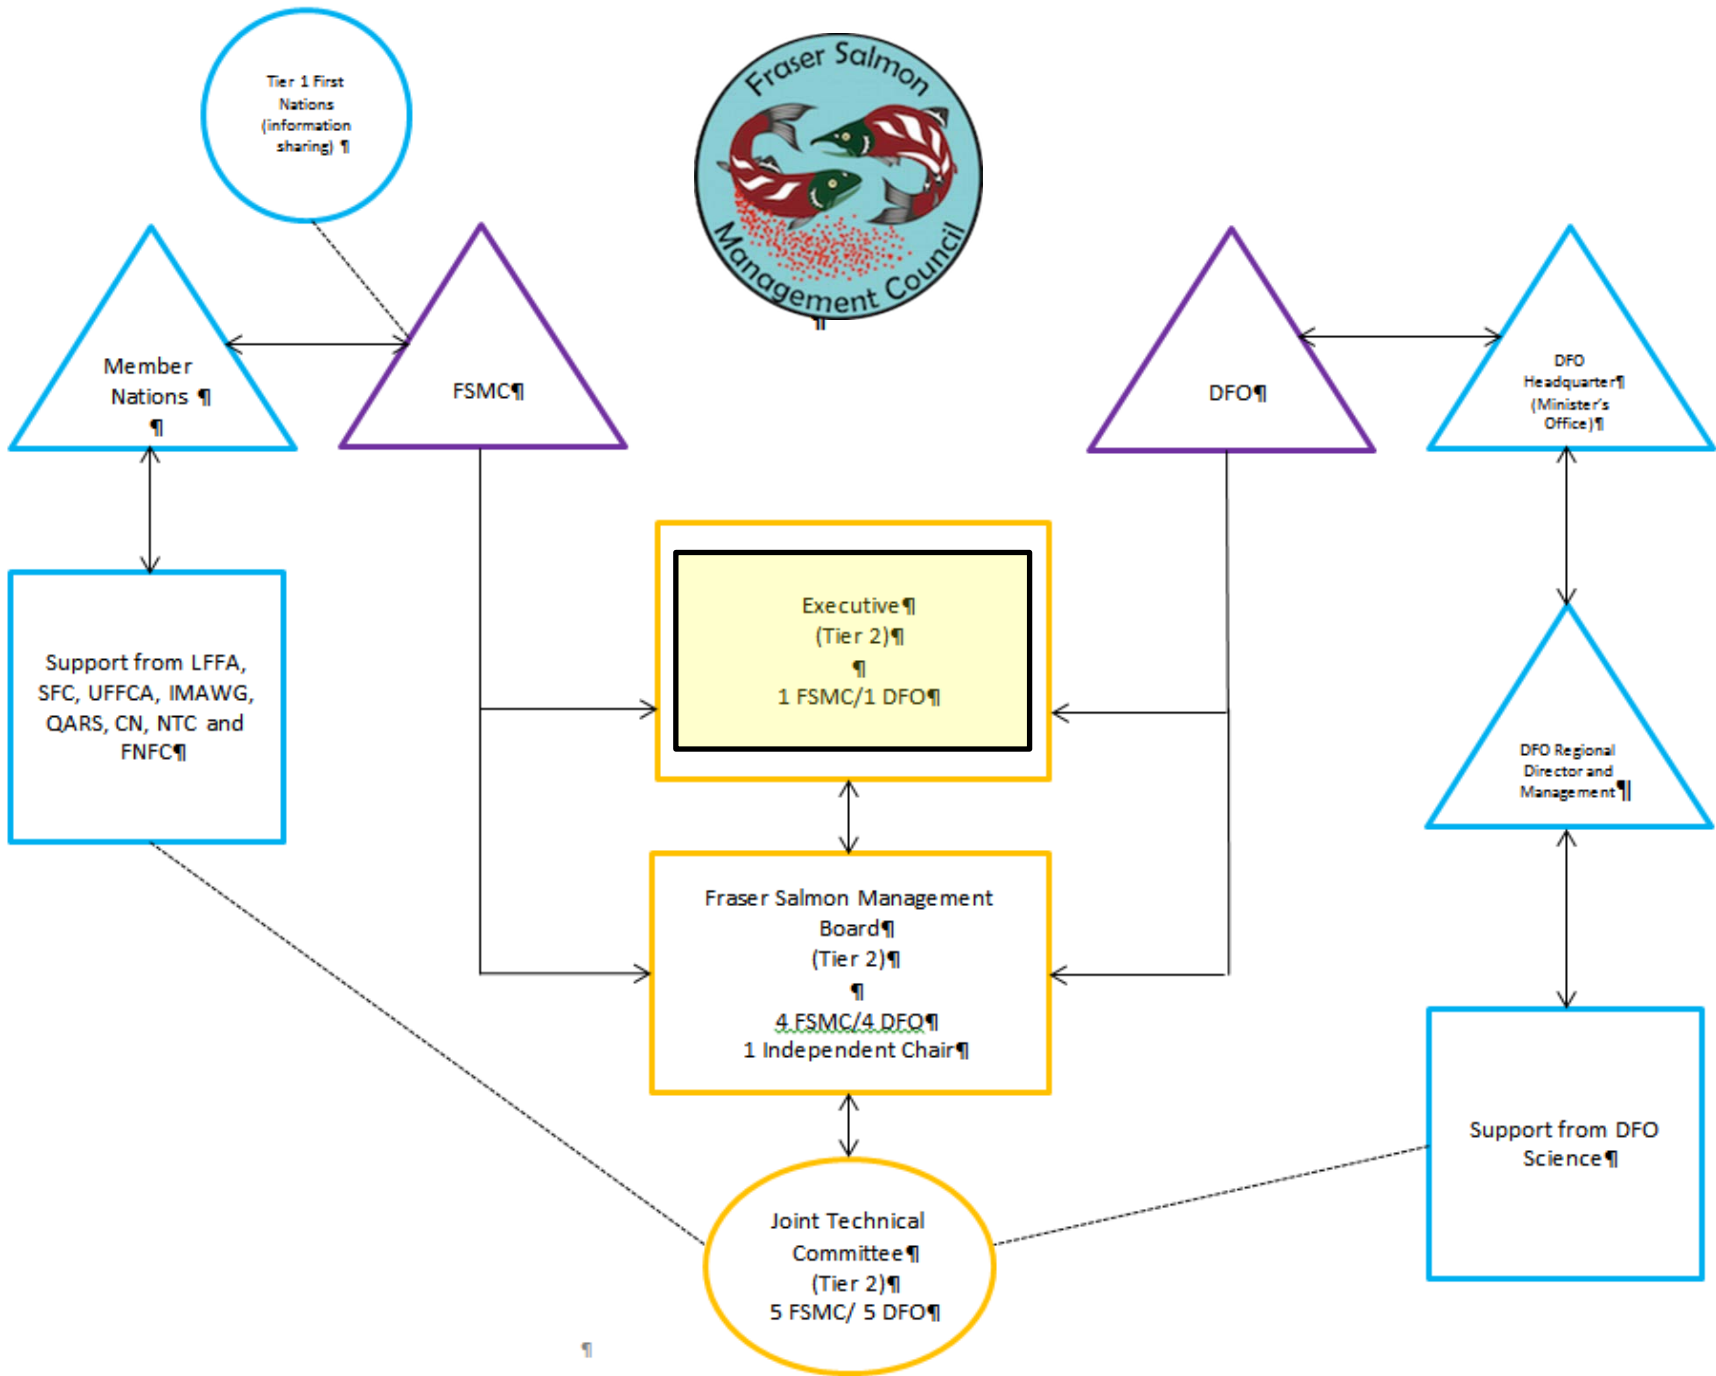 Tier 1 First
Nations
(information
sharing) ¶
Fraser Salmon
Management Council
¶
Member
Nations ¶
¶
FSMC¶
DFO¶
DFO
Headquarter¶
(Minister's
Office)¶
Executive¶
(Tier 2)¶
¶
1 FSMC/1 DFO¶
Support from LFFA,
SFC, UFFCA, IMAWG,
QARS, CN, NTC and
FNFC¶
DFO Regional
Director and
Management¶
Fraser Salmon Management
Board¶
(Tier 2)¶
¶
4 FSMC/4 DFO¶
1 Independent Chair¶
Support from DFO
Science¶
Joint Technical
Committee¶
(Tier 2)¶
5 FSMC/ 5 DFO¶
¶